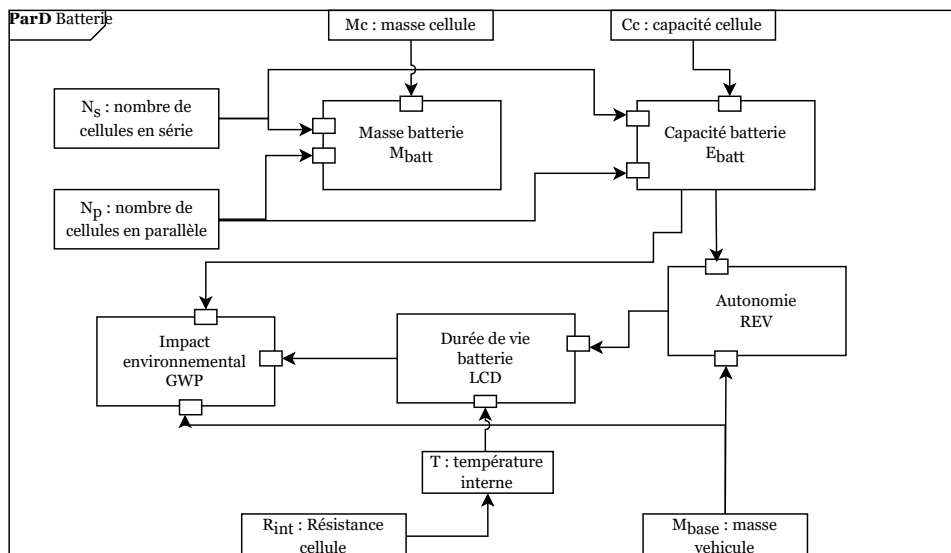 ParD Batterie
Mc : masse cellule
Cc : capacité cellule
Ns : nombre de
cellules en série
Masse batterie
Mbatt
Capacité batterie
Ebatt
Np : nombre de
cellules en parallèle
Autonomie
REV
Impact
environnemental
GWP
Durée de vie
batterie
LCD
T : température
interne
Rint : Résistance
cellule
Mbase : masse
vehicule